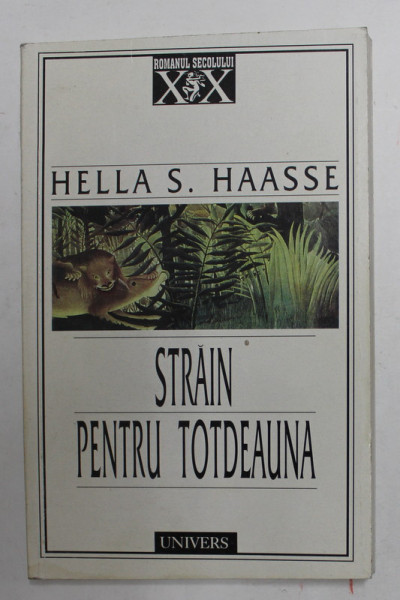 ROMANUL SECOLULUI
XX
HELLA S. HAASSE
STRĂIN
PENTRU TOTDEAUNA
UNIVERS